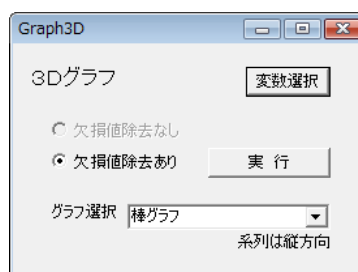 Graph3D
3Dグラフ
変数選択
欠損値除去なし
欠損値除去あり
実 行
グラフ選択
棒グラフ
系列は縦方向